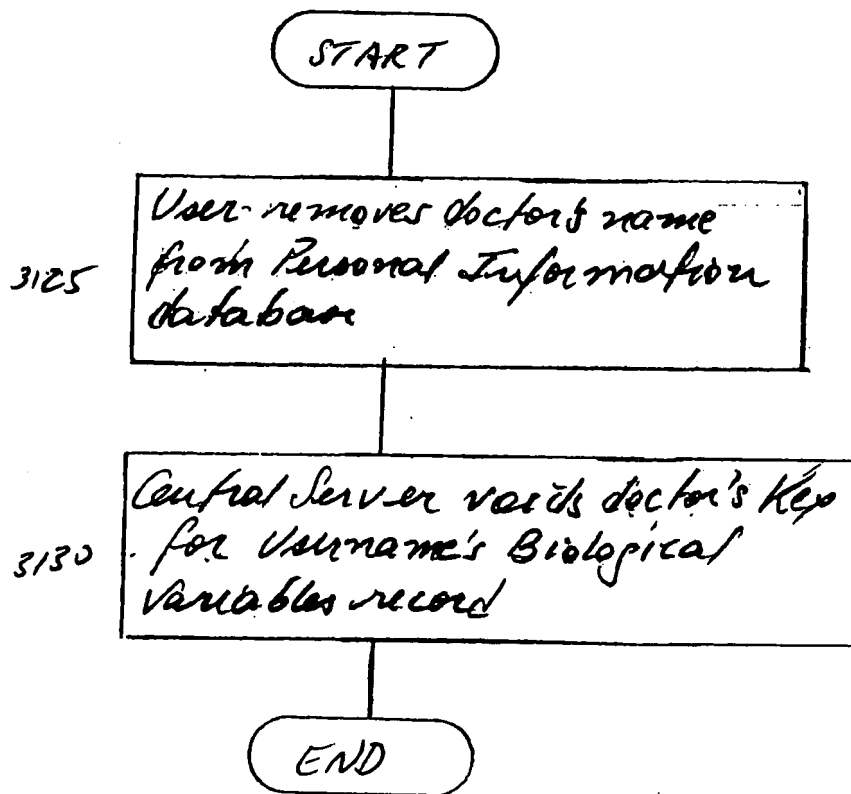 START
User removes doctor's name
3125
from Personal Information
database
Central Server voids doctor's Key
3130
for Username's Biological
Variables record
END